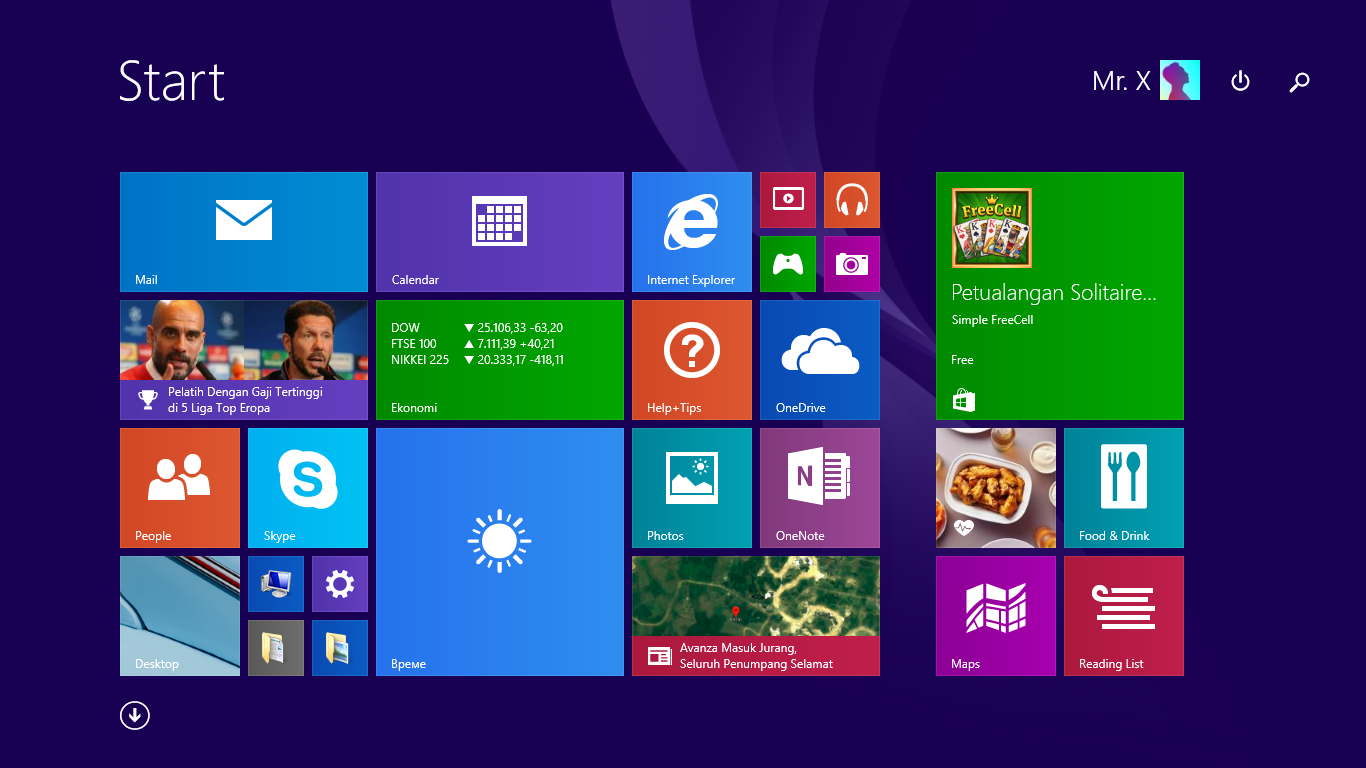 Start
Mr. X
Mail
Calendar
Internet Explorer
Pelatih Dengan Gaji Tertinggi
di 5 Liga Top Eropa
DOW ▼ 25.106,33 -63,20
FTSE 100 ▲ 7.111,39 +40,21
NIKKEI 225 ▼ 20.333,17 -418,11
Ekonomi
Help+Tips
OneDrive
FreeCell
Petualangan Solitaire...
Simple FreeCell
Free
People
S
Skype
Време
Photos
N
OneNote
Food & Drink
Desktop
Avanza Masuk Jurang,
Seluruh Penumpang Selamat
Maps
Reading List